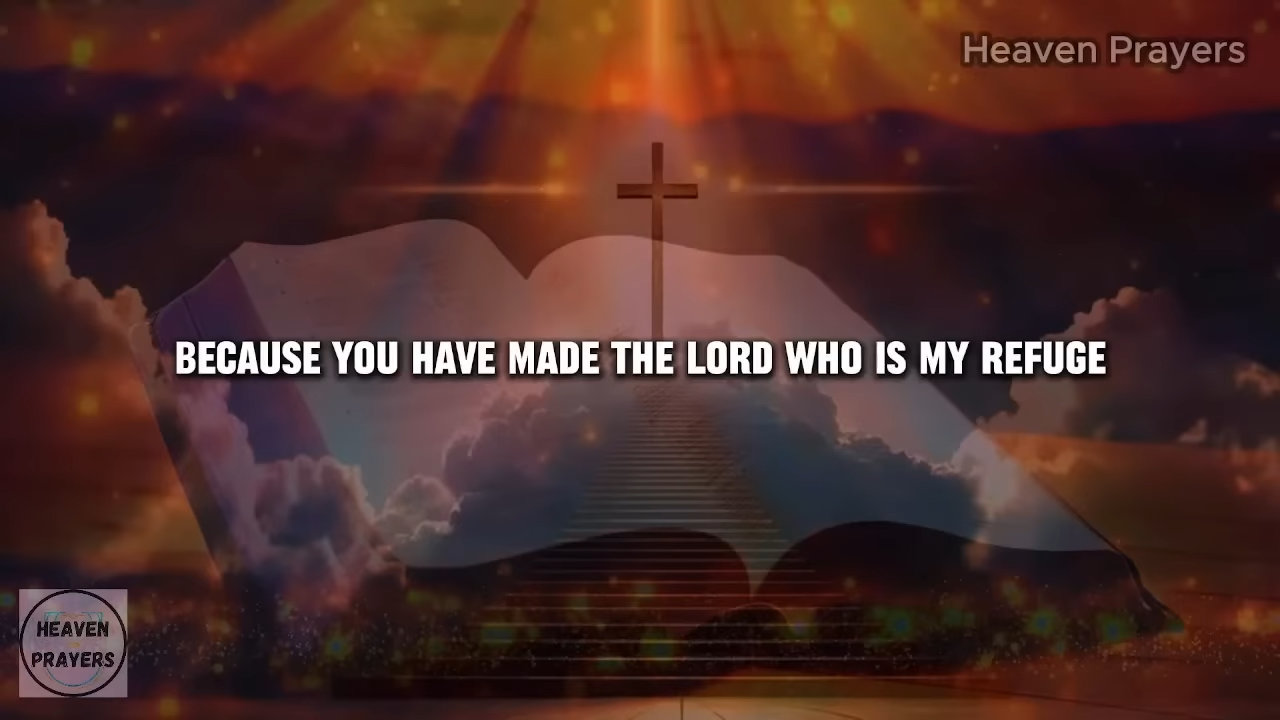 Heaven Prayers
BECAUSE YOU HAVE MADE THE LORD WHO IS MY REFUGE
HEAVEN
PRAYERS